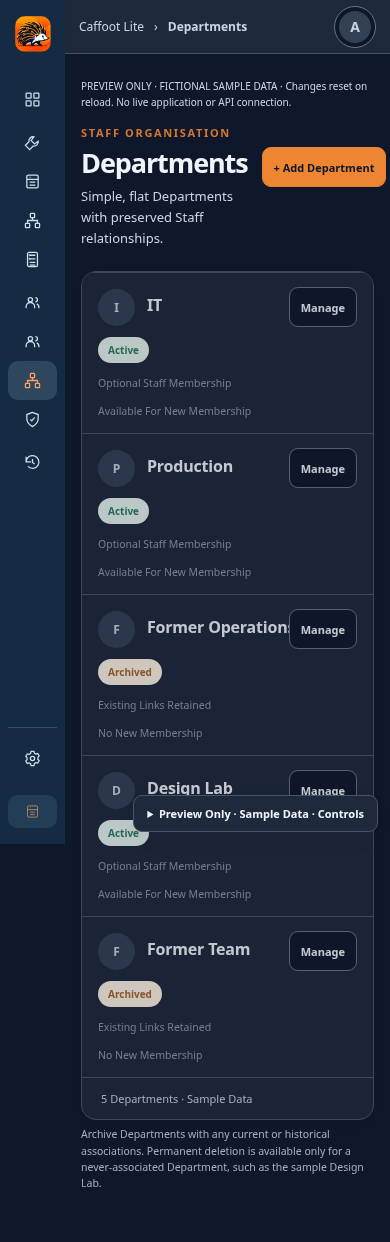 Caffoot Lite › Departments
A
PREVIEW ONLY · FICTIONAL SAMPLE DATA · Changes reset on
reload. No live application or API connection.
STAFF ORGANISATION
Departments
+ Add Department
Simple, flat Departments
with preserved Staff
relationships.
I
IT
Manage
Active
Optional Staff Membership
Available For New Membership
P
Production
Manage
Active
Optional Staff Membership
Available For New Membership
F
Former Operations
Manage
Archived
Existing Links Retained
No New Membership
D
Design Lab
Manage
▶ Preview Only · Sample Data · Controls
Active
Optional Staff Membership
Available For New Membership
F
Former Team
Manage
Archived
Existing Links Retained
No New Membership
5 Departments · Sample Data
Archive Departments with any current or historical
associations. Permanent deletion is available only for a
never-associated Department, such as the sample Design
Lab.